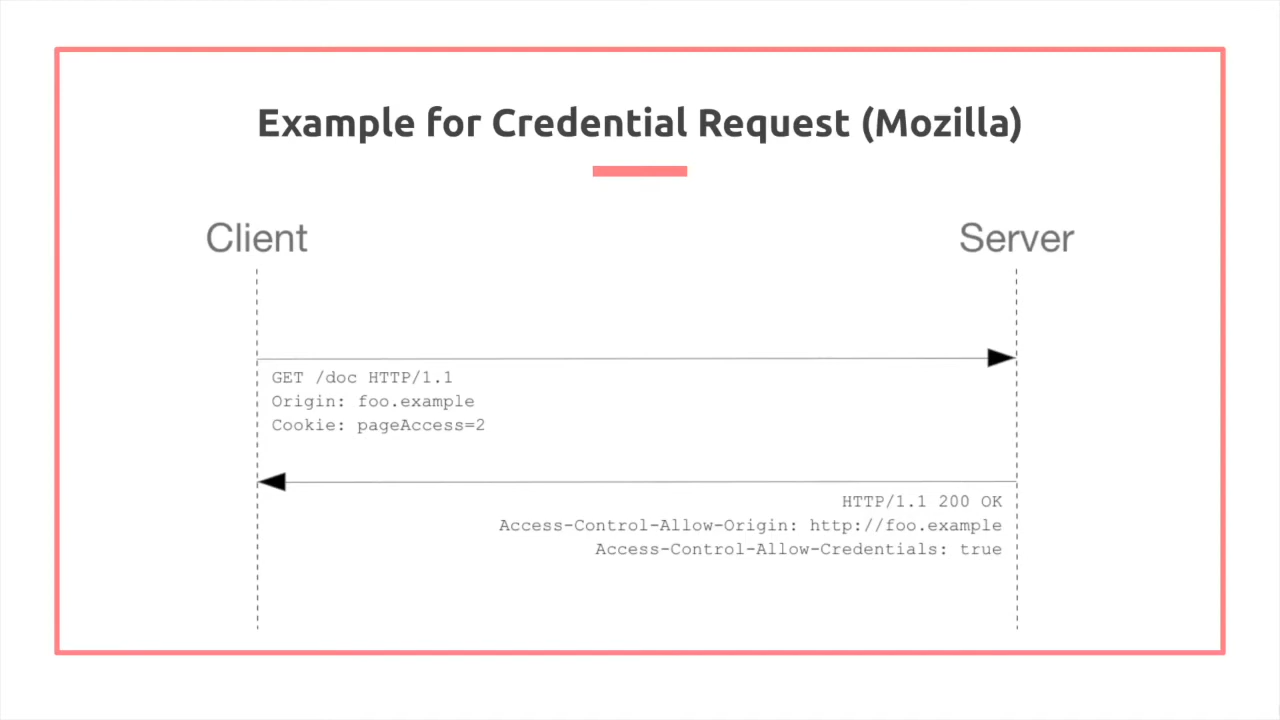 Example for Credential Request (Mozilla)
Client
Server
GET /doc HTTP/1.1
Origin: foo.example
Cookie: pageAccess=2
HTTP/1.1 200 OK
Access-Control-Allow-Origin: http://foo.example
Access-Control-Allow-Credentials: true